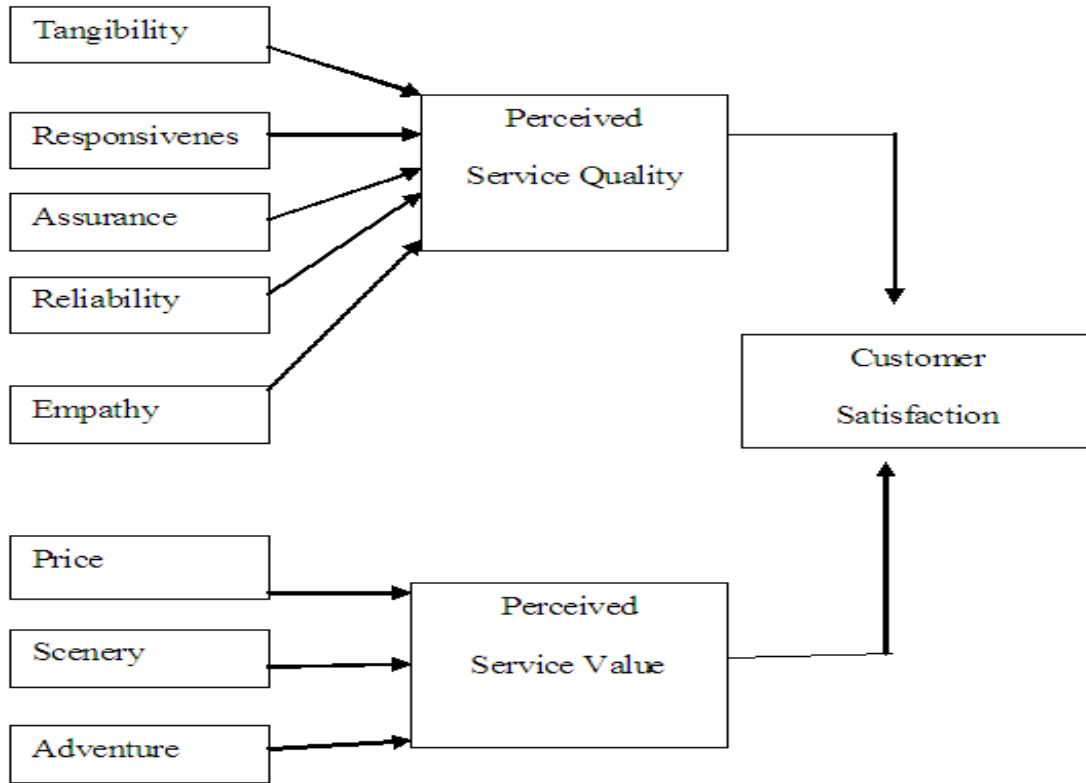 Tangibility
Responsivenes
Assurance
Reliability
Empathy
Perceived
Service Quality
Customer
Satisfaction
Price
Scenery
Adventure
Perceived
Service Value